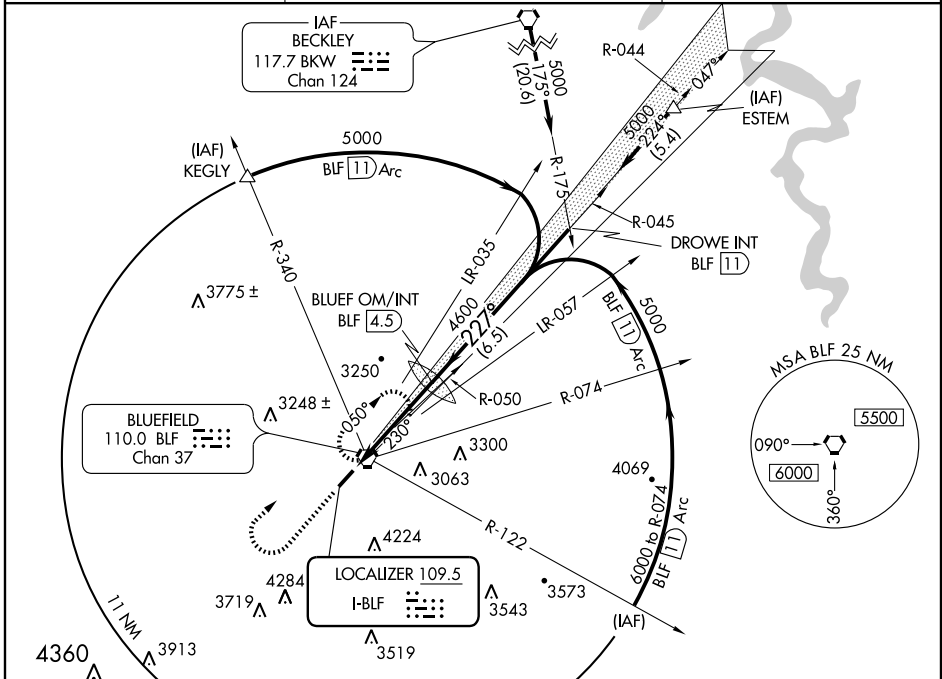 IAF
BECKLEY
117.7 BKW
Chan 124
5000
175°
(20.6)
R-044
047°
(IAF)
ESTEM
5000
224°
(5.4)
(IAF)
KEGLY
5000
BLF 11 Arc
R-175
R-045
DROWE INT
BLF 11
R-340
LR-035
3775 ±
BLUEF OM/INT
BLF 4.5
4600
227°
(6.5)
LR-057
5000
BLF 11 Arc
3250
R-050
R-074
MSA BLF 25 NM
5500
090°
6000
360°
3248 ±
050°
230°
BLUEFIELD
110.0 BLF
Chan 37
3300
3063
4069
R-122
6000 to R-074
BLF 11 Arc
4224
LOCALIZER 109.5
I-BLF
4284
3719
3543
3573
(IAF)
3519
11 NM
3913
4360